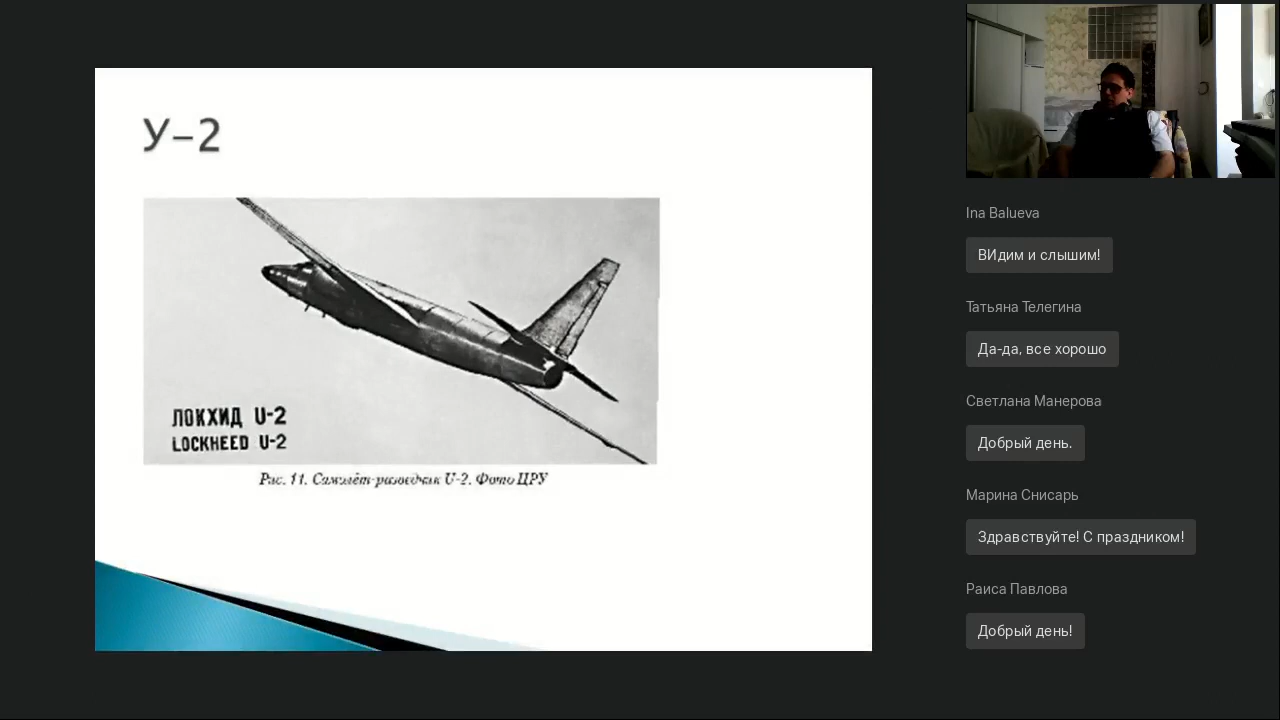 У-2
ЛОКХИД U-2
LOCKHEED U-2
Рис. 11. Самолёт-разведчик U-2. Фото ЦРУ
Ina Balueva
ВИдим и слышим!
Татьяна Телегина
Да-да, все хорошо
Светлана Манерова
Добрый день.
Марина Снисарь
Здравствуйте! С праздником!
Раиса Павлова
Добрый день!